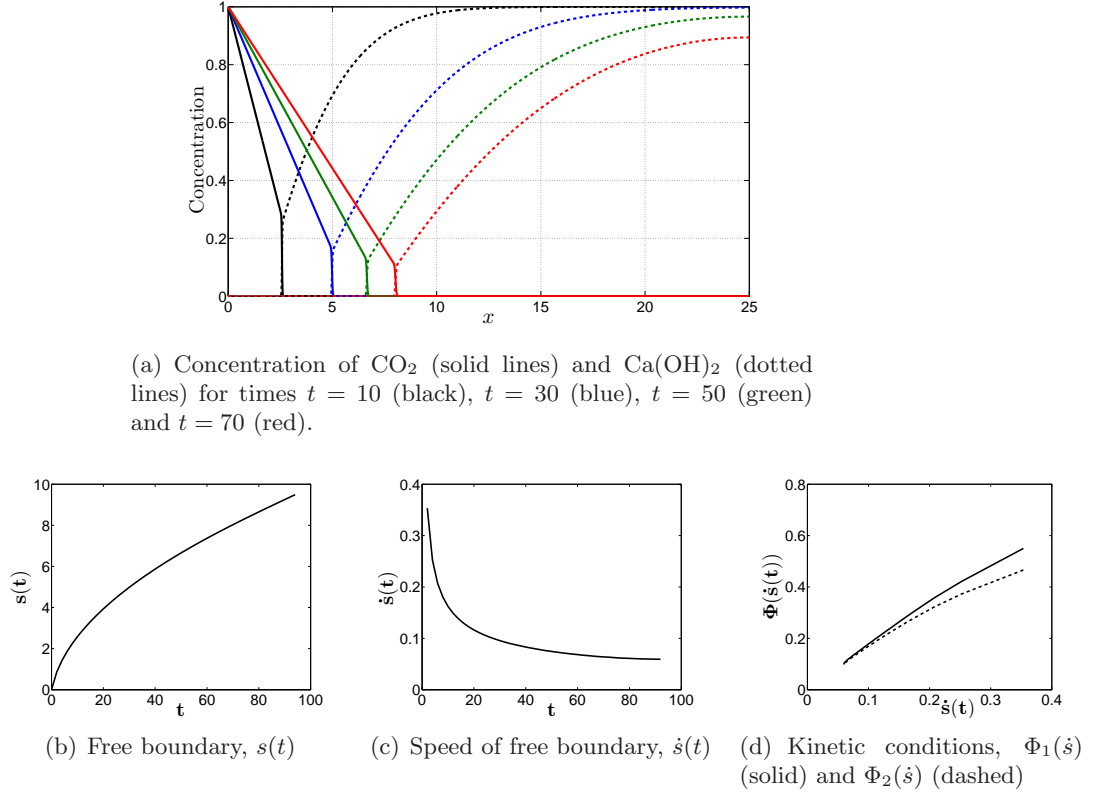 1
0.8
0.6
0.4
0.2
0
Concentration
0 5 10 15 20 25
x
(a) Concentration of CO₂ (solid lines) and Ca(OH)₂ (dotted
lines) for times t = 10 (black), t = 30 (blue), t = 50 (green)
and t = 70 (red).
10
8
6
4
2
0
s(t)
0 20 40 60 80 100
t
(b) Free boundary, s(t)
0.4
0.3
0.2
0.1
0
ṡ(t)
0 20 40 60 80 100
t
(c) Speed of free boundary, ṡ(t)
0.8
0.6
0.4
0.2
0
Φ(ṡ(t))
0 0.1 0.2 0.3 0.4
ṡ(t)
(d) Kinetic conditions, Φ₁(ṡ)
(solid) and Φ₂(ṡ) (dashed)